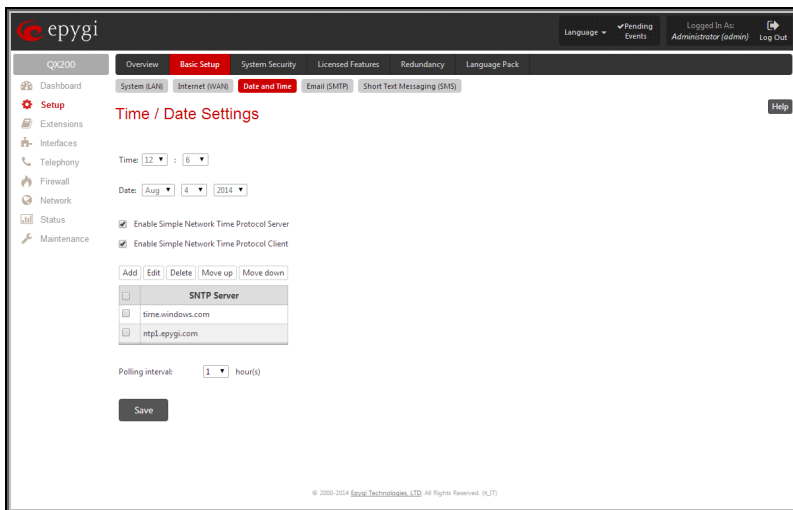 epygi
Language
Pending Events
Logged In As:
Administrator (admin)
Log Out
QX200
Overview
Basic Setup
System Security
Licensed Features
Redundancy
Language Pack
Dashboard
Setup
Extensions
Interfaces
Telephony
Firewall
Network
Status
Maintenance
System (LAN)
Internet (WAN)
Date and Time
Email (SMTP)
Short Text Messaging (SMS)
Help
Time / Date Settings
Time: 12 : 6
Date: Aug 4 2014
Enable Simple Network Time Protocol Server
Enable Simple Network Time Protocol Client
Add Edit Delete Move up Move down
SNTP Server
time.windows.com
ntp1.epygi.com
Polling interval: 1 hour(s)
Save
© 2000-2014 Epygi Technologies, LTD. All Rights Reserved. (it_IT)